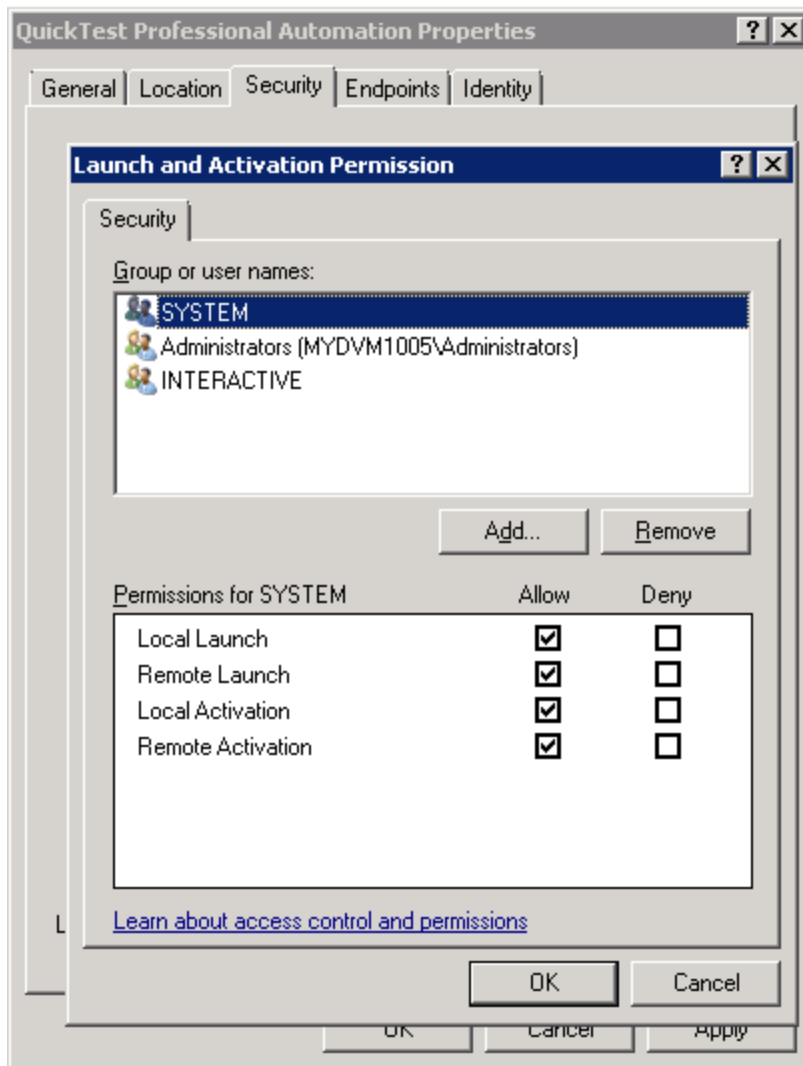 QuickTest Professional Automation Properties
General Location Security Endpoints Identity
Launch and Activation Permission
Security
Group or user names:
SYSTEM
Administrators (MYDVM1005\Administrators)
INTERACTIVE
Add... Remove
Permissions for SYSTEM Allow Deny
Local Launch
Remote Launch
Local Activation
Remote Activation
L
Learn about access control and permissions
OK Cancel
OK Cancel Apply